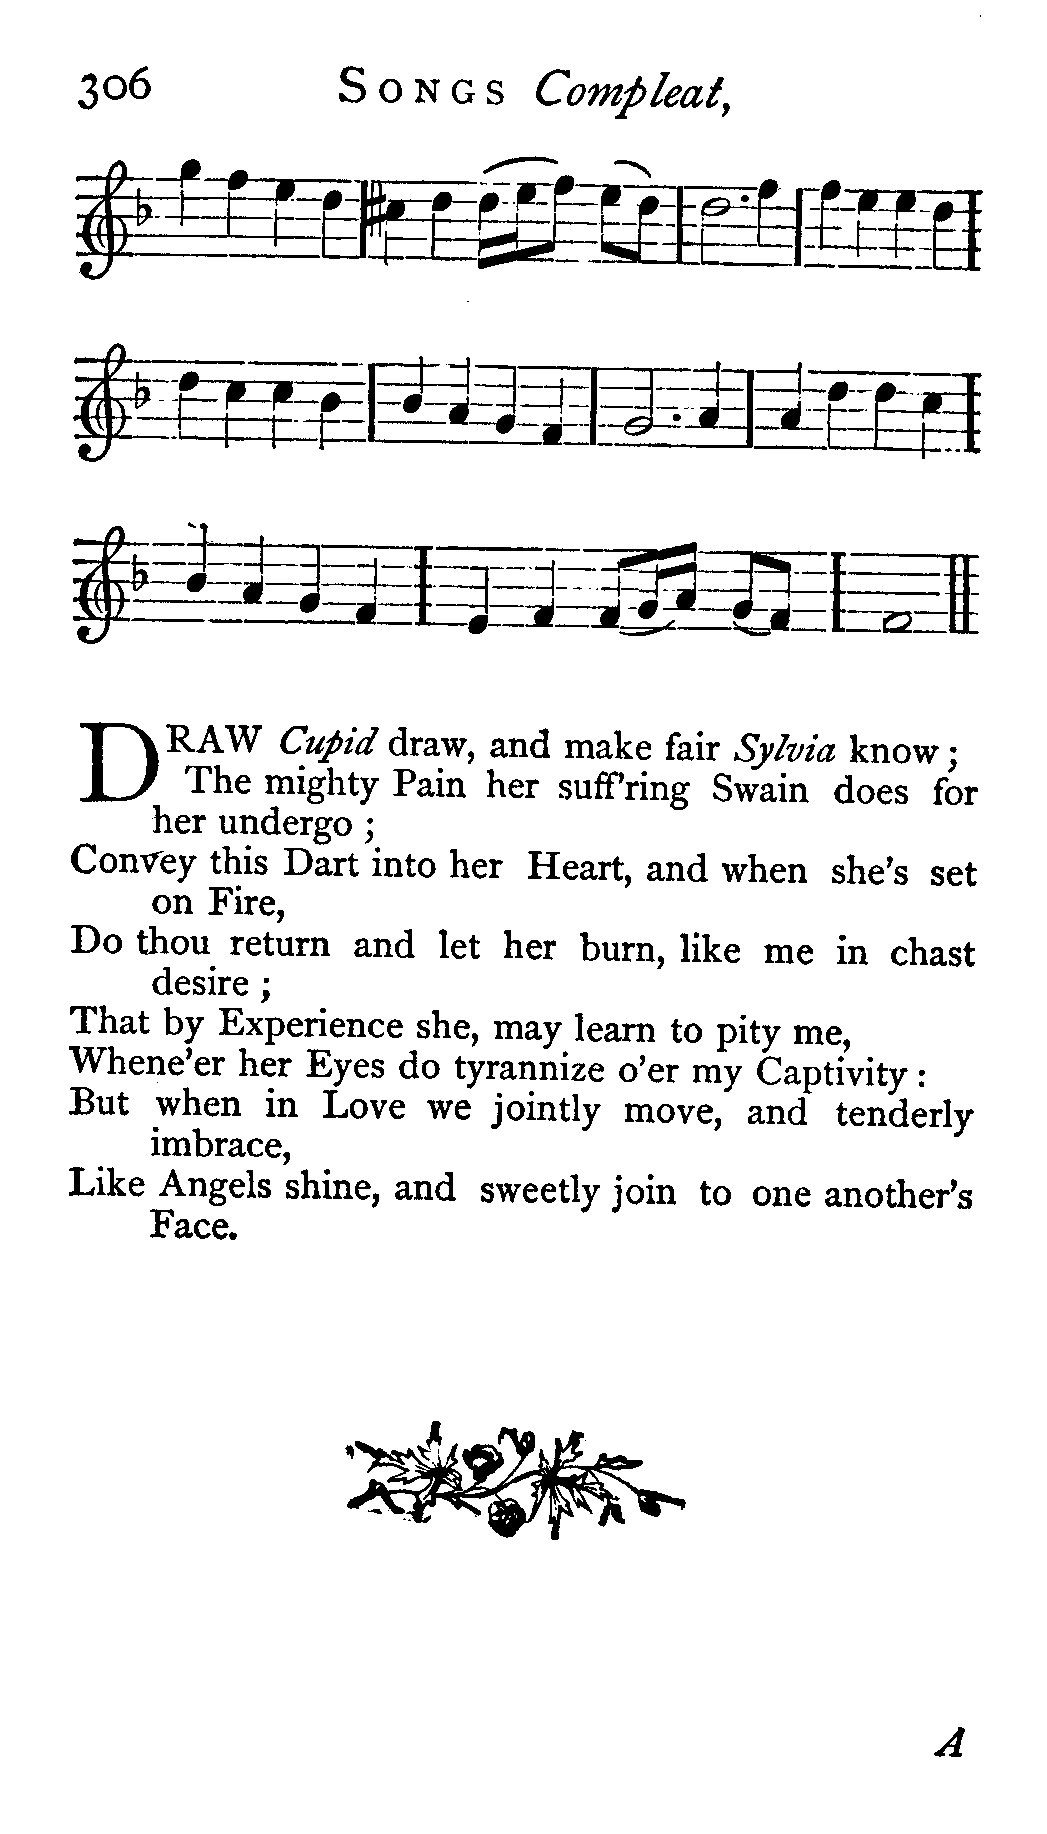 306 SONGS Compleat,
DRAW Cupid draw, and make fair Sylvia know;
The mighty Pain her suff'ring Swain does for
her undergo;
Convey this Dart into her Heart, and when she's set
on Fire,
Do thou return and let her burn, like me in chast
desire;
That by Experience she, may learn to pity me,
Whene'er her Eyes do tyrannize o'er my Captivity:
But when in Love we jointly move, and tenderly
imbrace,
Like Angels shine, and sweetly join to one another's
Face.
A